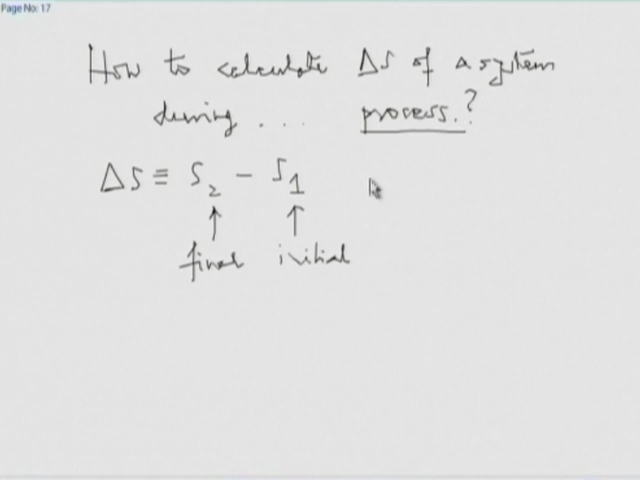 Page No: 17
How to calculate ΔS of a system
during ... process.?
ΔS ≡ S₂ − S₁
↑ ↑
final initial